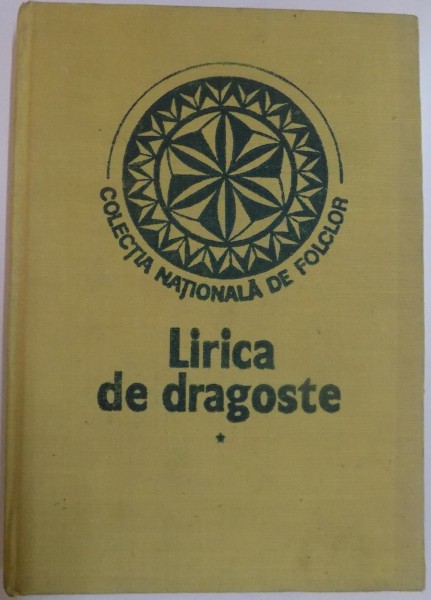 COLECȚIA NAȚIONALĂ DE FOLCLOR
Lirica
de dragoste
*